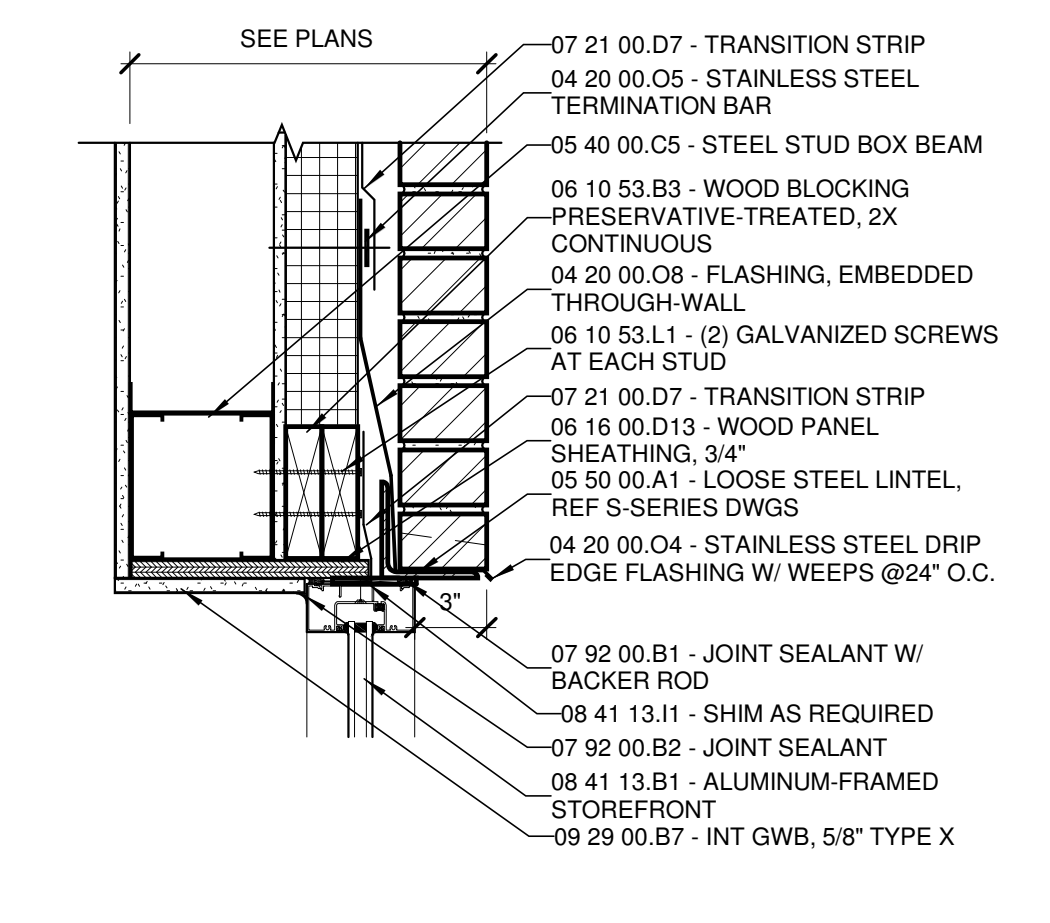 SEE PLANS
07 21 00.D7 - TRANSITION STRIP
04 20 00.O5 - STAINLESS STEEL
TERMINATION BAR
05 40 00.C5 - STEEL STUD BOX BEAM
06 10 53.B3 - WOOD BLOCKING
PRESERVATIVE-TREATED, 2X
CONTINUOUS
04 20 00.O8 - FLASHING, EMBEDDED
THROUGH-WALL
06 10 53.L1 - (2) GALVANIZED SCREWS
AT EACH STUD
07 21 00.D7 - TRANSITION STRIP
06 16 00.D13 - WOOD PANEL
SHEATHING, 3/4"
05 50 00.A1 - LOOSE STEEL LINTEL,
REF S-SERIES DWGS
04 20 00.O4 - STAINLESS STEEL DRIP
EDGE FLASHING W/ WEEPS @24" O.C.
3"
07 92 00.B1 - JOINT SEALANT W/
BACKER ROD
08 41 13.I1 - SHIM AS REQUIRED
07 92 00.B2 - JOINT SEALANT
08 41 13.B1 - ALUMINUM-FRAMED
STOREFRONT
09 29 00.B7 - INT GWB, 5/8" TYPE X